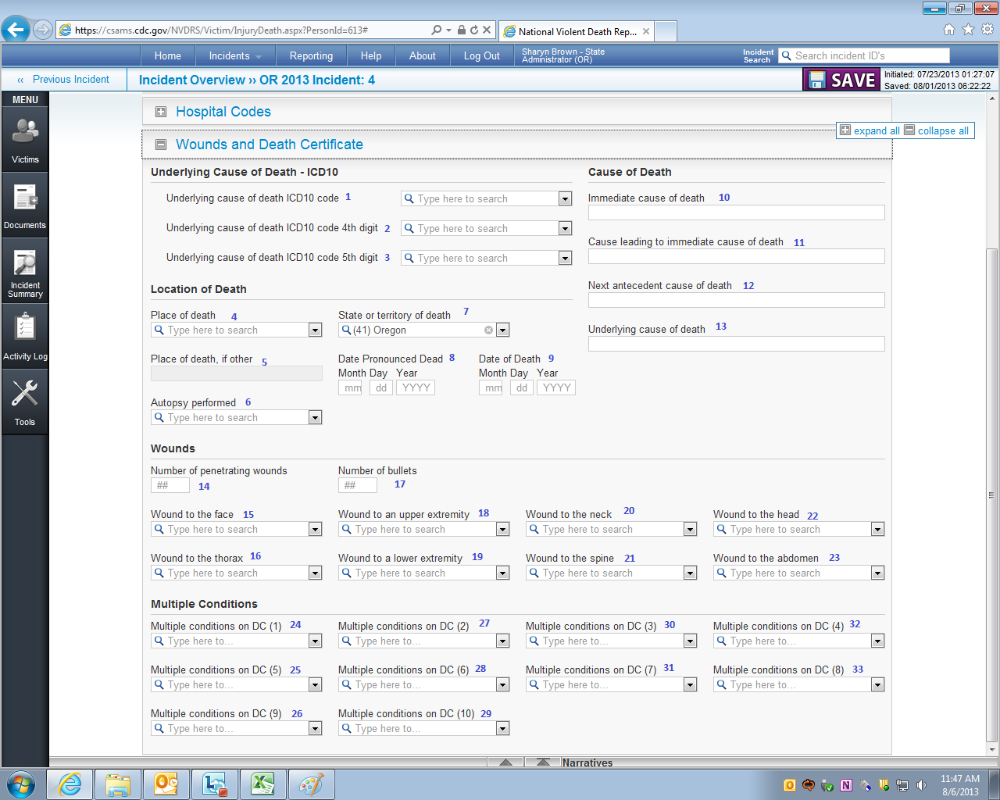 https://csams.cdc.gov/NVDRS/Victim/InjuryDeath.aspx?PersonId=613#
National Violent Death Rep...
Home
Incidents
Reporting
Help
About
Log Out
Sharyn Brown - State
Administrator (OR)
Incident
Search
Search incident ID's
‹‹ Previous Incident
Incident Overview ›› OR 2013 Incident: 4
SAVE
Initiated: 07/23/2013 01:27:07
Saved: 08/01/2013 06:22:22
MENU
Victims
Documents
Incident
Summary
Activity Log
Tools
Hospital Codes
expand all
collapse all
Wounds and Death Certificate
Underlying Cause of Death - ICD10
Underlying cause of death ICD10 code 1
Type here to search
Underlying cause of death ICD10 code 4th digit 2
Type here to search
Underlying cause of death ICD10 code 5th digit 3
Type here to search
Cause of Death
Immediate cause of death 10
Cause leading to immediate cause of death 11
Next antecedent cause of death 12
Underlying cause of death 13
Location of Death
Place of death 4
Type here to search
State or territory of death 7
(41) Oregon
Place of death, if other 5
Date Pronounced Dead 8
Month Day Year
mm dd YYYY
Date of Death 9
Month Day Year
mm dd YYYY
Autopsy performed 6
Type here to search
Wounds
Number of penetrating wounds
## 14
Number of bullets
## 17
Wound to the face 15
Type here to search
Wound to an upper extremity 18
Type here to search
Wound to the neck 20
Type here to search
Wound to the head 22
Type here to search
Wound to the thorax 16
Type here to search
Wound to a lower extremity 19
Type here to search
Wound to the spine 21
Type here to search
Wound to the abdomen 23
Type here to search
Multiple Conditions
Multiple conditions on DC (1) 24
Type here to...
Multiple conditions on DC (2) 27
Type here to...
Multiple conditions on DC (3) 30
Type here to...
Multiple conditions on DC (4) 32
Type here to...
Multiple conditions on DC (5) 25
Type here to...
Multiple conditions on DC (6) 28
Type here to...
Multiple conditions on DC (7) 31
Type here to...
Multiple conditions on DC (8) 33
Type here to...
Multiple conditions on DC (9) 26
Type here to...
Multiple conditions on DC (10) 29
Type here to...
Narratives
11:47 AM
8/6/2013